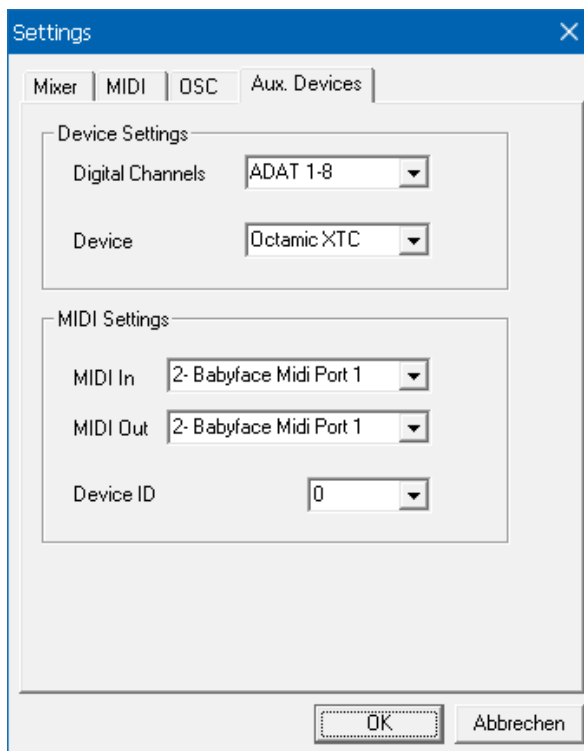 Settings
Mixer MIDI OSC Aux. Devices
Device Settings
Digital Channels ADAT 1-8
Device Octamic XTC
MIDI Settings
MIDI In 2- Babyface Midi Port 1
MIDI Out 2- Babyface Midi Port 1
Device ID 0
OK Abbrechen